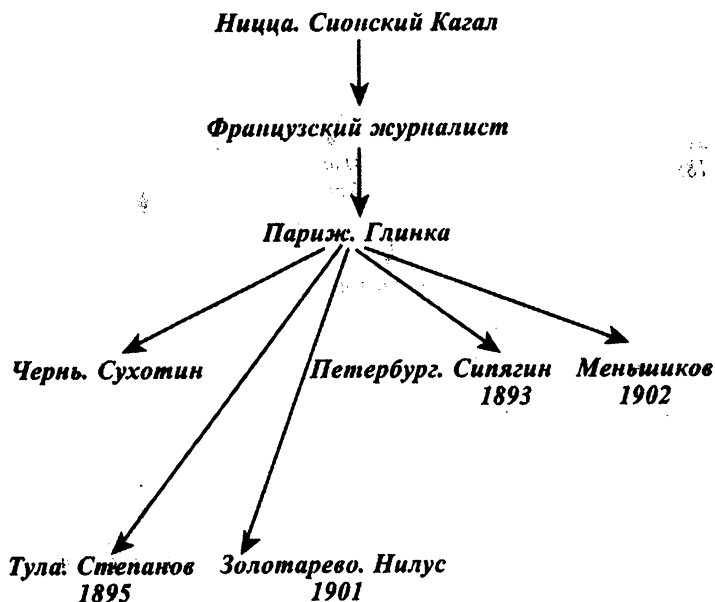 Ницца. Сионский Кагал
Французский журналист
Париж. Глинка
Чернь. Сухотин
Петербург. Сипягин
1893
Меньшиков
1902
Тула. Степанов
1895
Золотарево. Нилус
1901